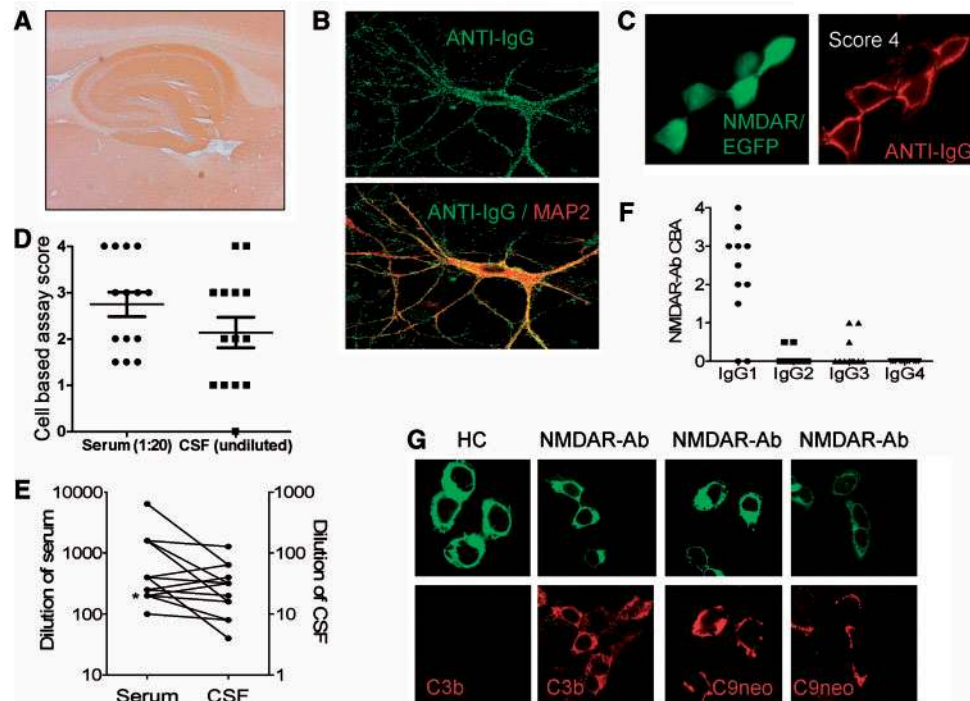 A
B
ANTI-IgG
ANTI-IgG / MAP2
C
NMDAR/
EGFP
Score 4
ANTI-IgG
D
Cell based assay score
4
3
2
1
0
Serum (1:20)
CSF (undiluted)
E
Dilution of serum
10000
1000
100
10
*
Dilution of CSF
1000
100
10
1
Serum
CSF
F
NMDAR-Ab CBA
4
3
2
1
0
IgG1
IgG2
IgG3
IgG4
G
HC
NMDAR-Ab
NMDAR-Ab
NMDAR-Ab
C3b
C3b
C9neo
C9neo